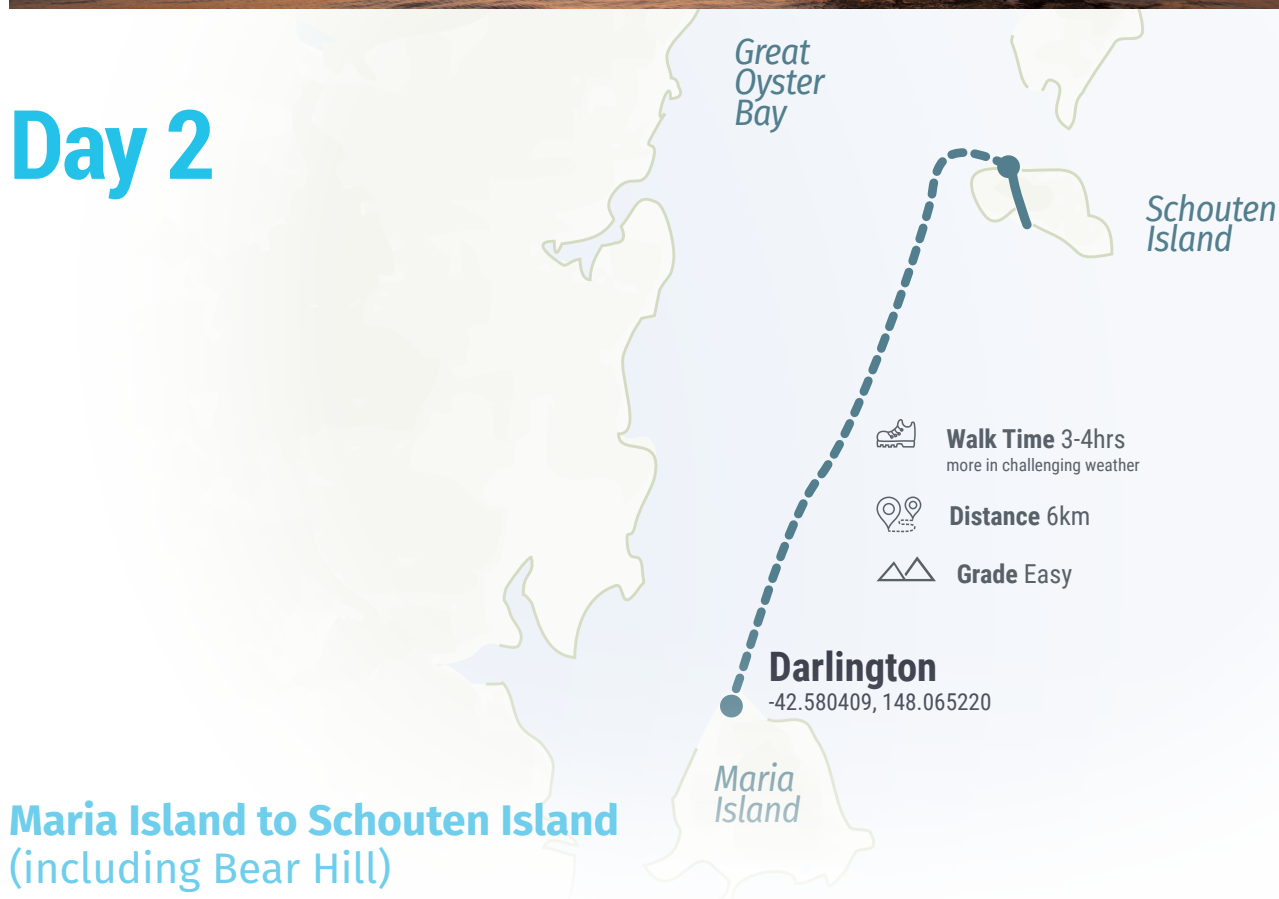 Great
Oyster
Bay
Day 2
Schouten
Island
Walk Time 3-4hrs
more in challenging weather
Distance 6km
Grade Easy
Darlington
-42.580409, 148.065220
Maria
Island
Maria Island to Schouten Island
(including Bear Hill)